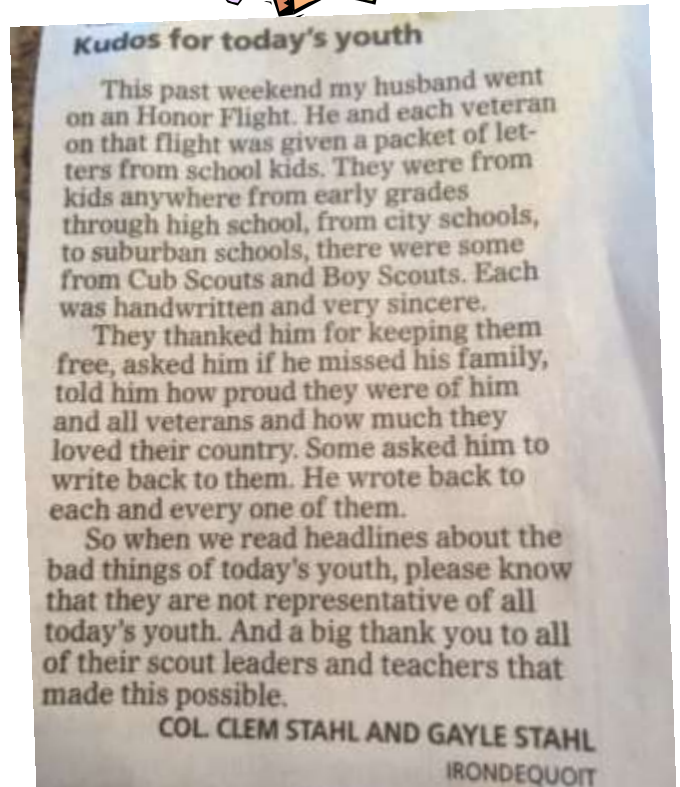 Kudos for today's youth
This past weekend my husband went
on an Honor Flight. He and each veteran
on that flight was given a packet of let-
ters from school kids. They were from
kids anywhere from early grades
through high school, from city schools,
to suburban schools, there were some
from Cub Scouts and Boy Scouts. Each
was handwritten and very sincere.
They thanked him for keeping them
free, asked him if he missed his family,
told him how proud they were of him
and all veterans and how much they
loved their country. Some asked him to
write back to them. He wrote back to
each and every one of them.
So when we read headlines about the
bad things of today's youth, please know
that they are not representative of all
today's youth. And a big thank you to all
of their scout leaders and teachers that
made this possible.
COL. CLEM STAHL AND GAYLE STAHL
IRONDEQUOIT